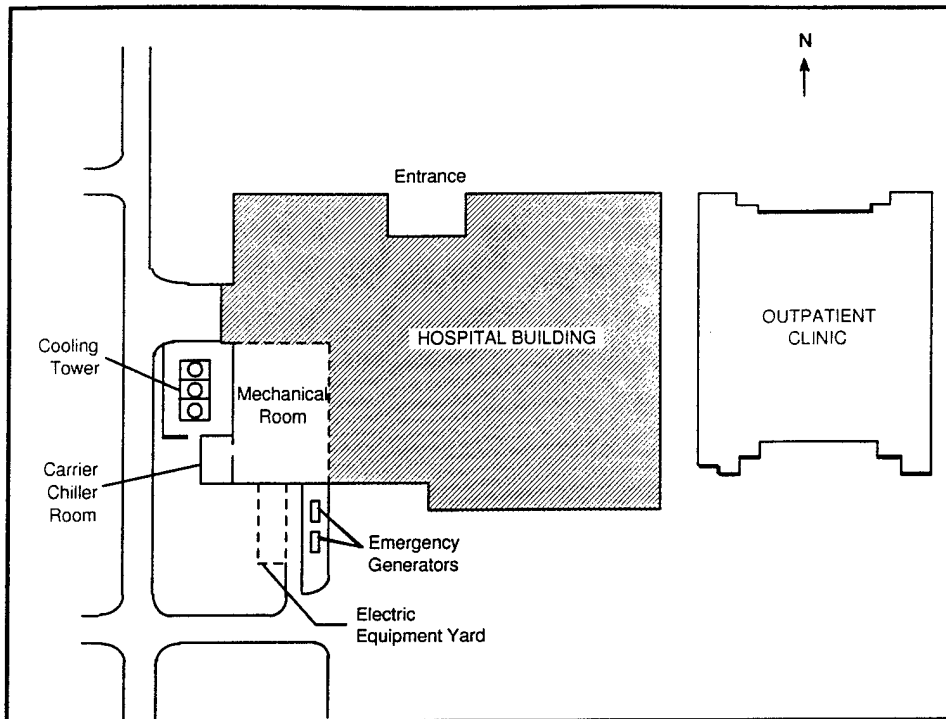 N
Entrance
HOSPITAL BUILDING
OUTPATIENT
CLINIC
Cooling
Tower
Mechanical
Room
Carrier
Chiller
Room
Emergency
Generators
Electric
Equipment Yard